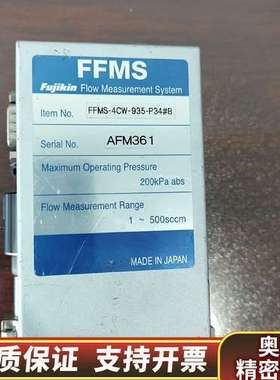 FFMS
Fujikin Flow Measurement System
Item No. FFMS-4CW-935-P34#B
Serial No. AFM361
Maximum Operating Pressure
200kPa abs
Flow Measurement Range
1 ~ 500sccm
MADE IN JAPAN
质保证 支持开票
奥
精密